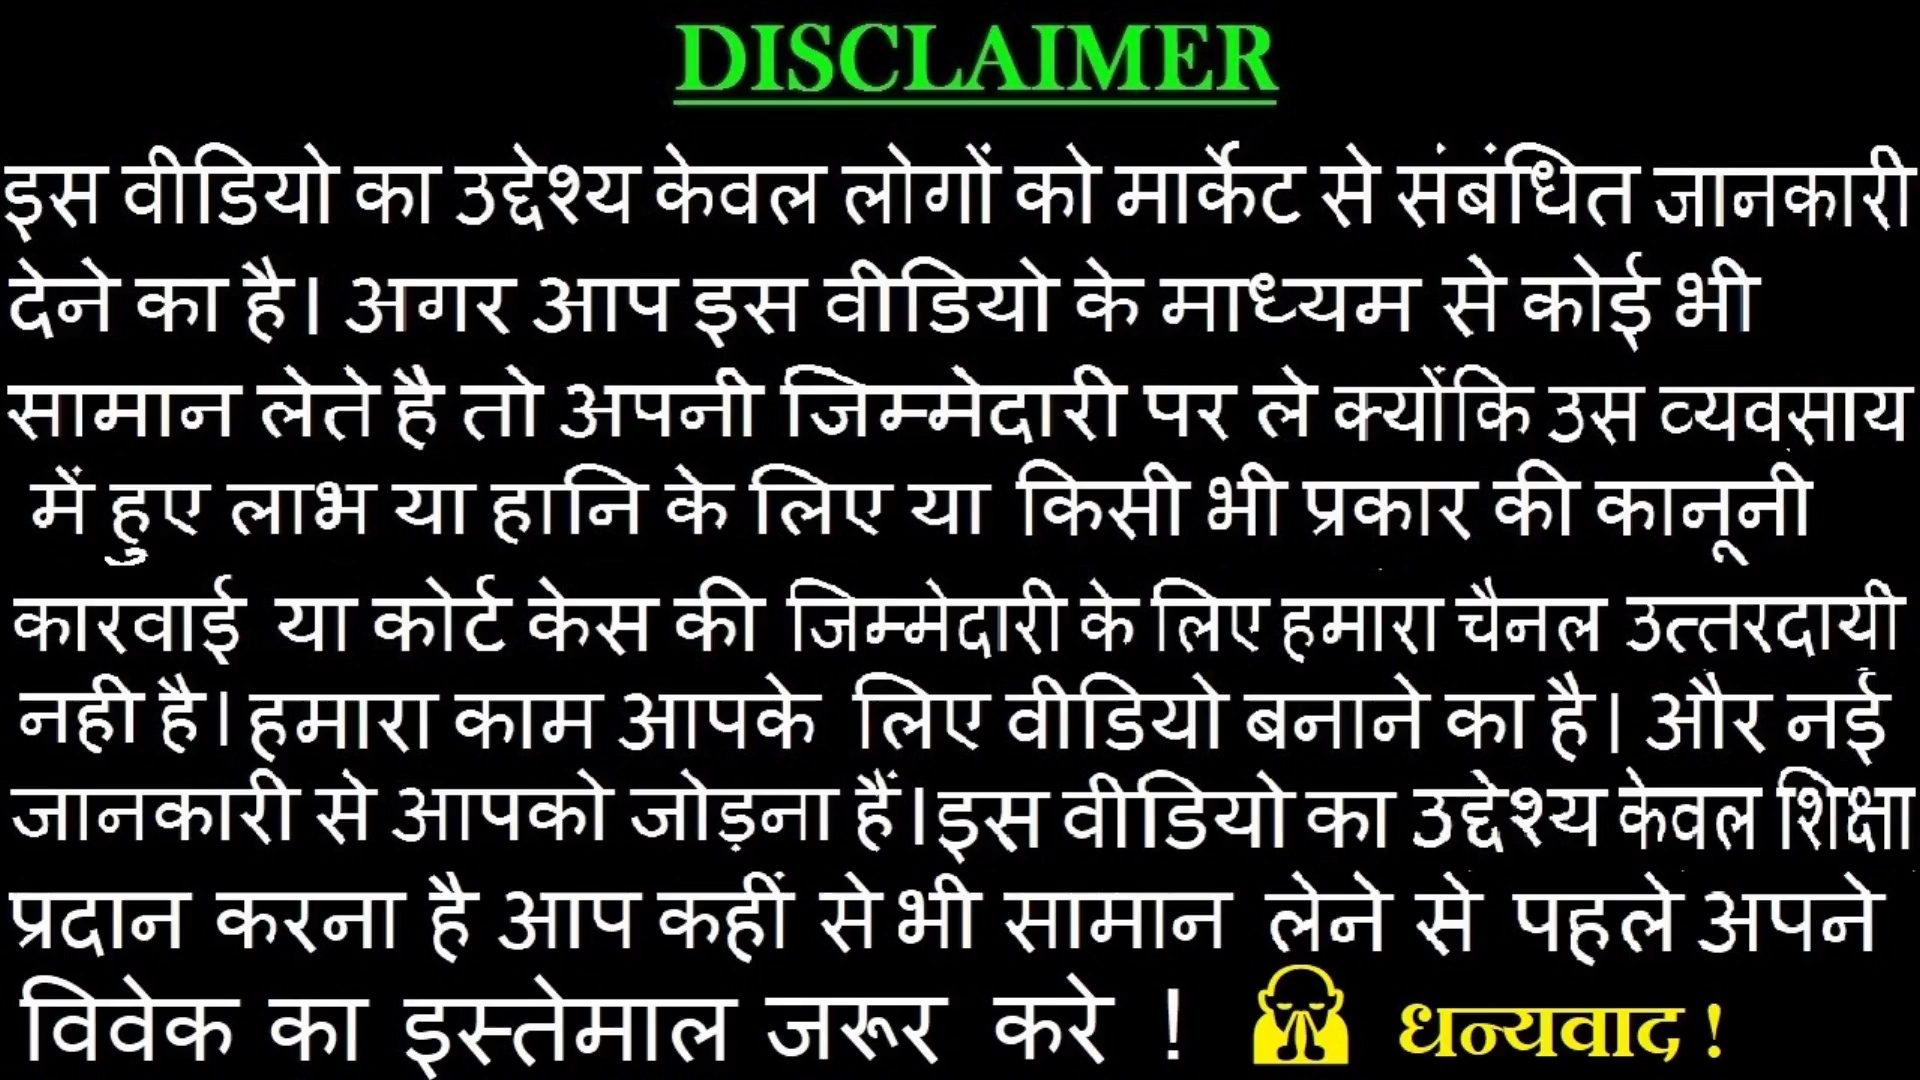 DISCLAIMER
इस वीडियो का उद्देश्य केवल लोगों को मार्केट से संबंधित जानकारी
देने का है। अगर आप इस वीडियो के माध्यम से कोई भी
सामान लेते है तो अपनी जिम्मेदारी पर ले क्योंकि उस व्यवसाय
में हुए लाभ या हानि के लिए या किसी भी प्रकार की कानूनी
कारवाई या कोर्ट केस की जिम्मेदारी के लिए हमारा चैनल उत्तरदायी
नही है। हमारा काम आपके लिए वीडियो बनाने का है। और नई
जानकारी से आपको जोड़ना हैं। इस वीडियो का उद्देश्य केवल शिक्षा
प्रदान करना है आप कहीं से भी सामान लेने से पहले अपने
विवेक का इस्तेमाल जरूर करे ! धन्यवाद !